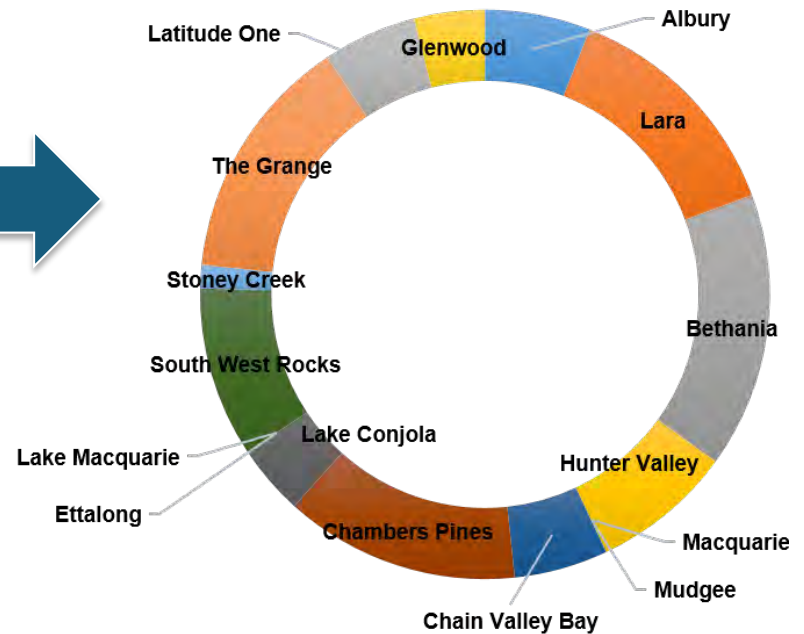 Albury
Lara
Bethania
Hunter Valley
Macquarie
Mudgee
Chain Valley Bay
Chambers Pines
Lake Conjola
Ettalong
Lake Macquarie
South West Rocks
Stoney Creek
The Grange
Latitude One
Glenwood